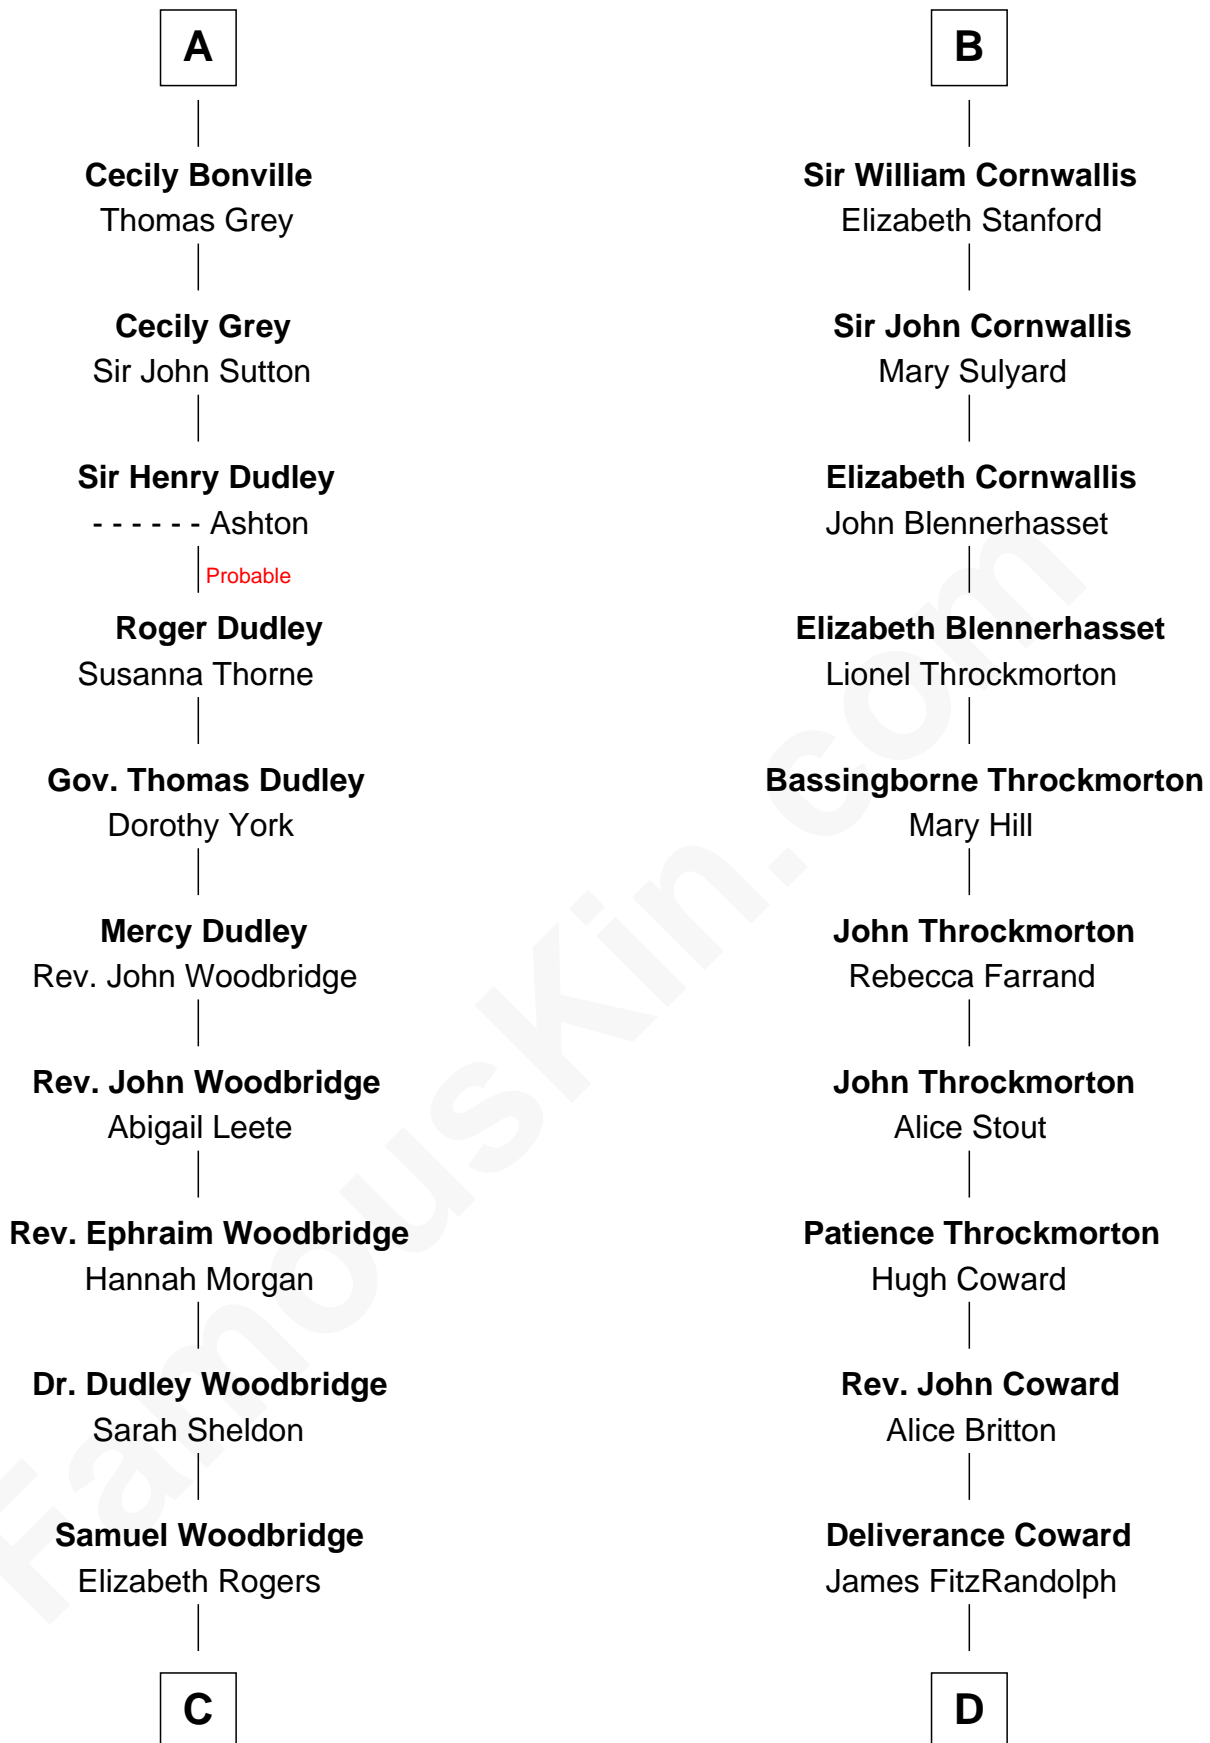 A
Cecily Bonville
Thomas Grey
Cecily Grey
Sir John Sutton
Sir Henry Dudley
- - - - - - Ashton
Probable
Roger Dudley
Susanna Thorne
Gov. Thomas Dudley
Dorothy York
Mercy Dudley
Rev. John Woodbridge
Rev. John Woodbridge
Abigail Leete
Rev. Ephraim Woodbridge
Hannah Morgan
Dr. Dudley Woodbridge
Sarah Sheldon
Samuel Woodbridge
Elizabeth Rogers
C
B
Sir William Cornwallis
Elizabeth Stanford
Sir John Cornwallis
Mary Sulyard
Elizabeth Cornwallis
John Blennerhasset
Elizabeth Blennerhasset
Lionel Throckmorton
Bassingborne Throckmorton
Mary Hill
John Throckmorton
Rebecca Farrand
John Throckmorton
Alice Stout
Patience Throckmorton
Hugh Coward
Rev. John Coward
Alice Britton
Deliverance Coward
James FitzRandolph
D
FamousKin.com